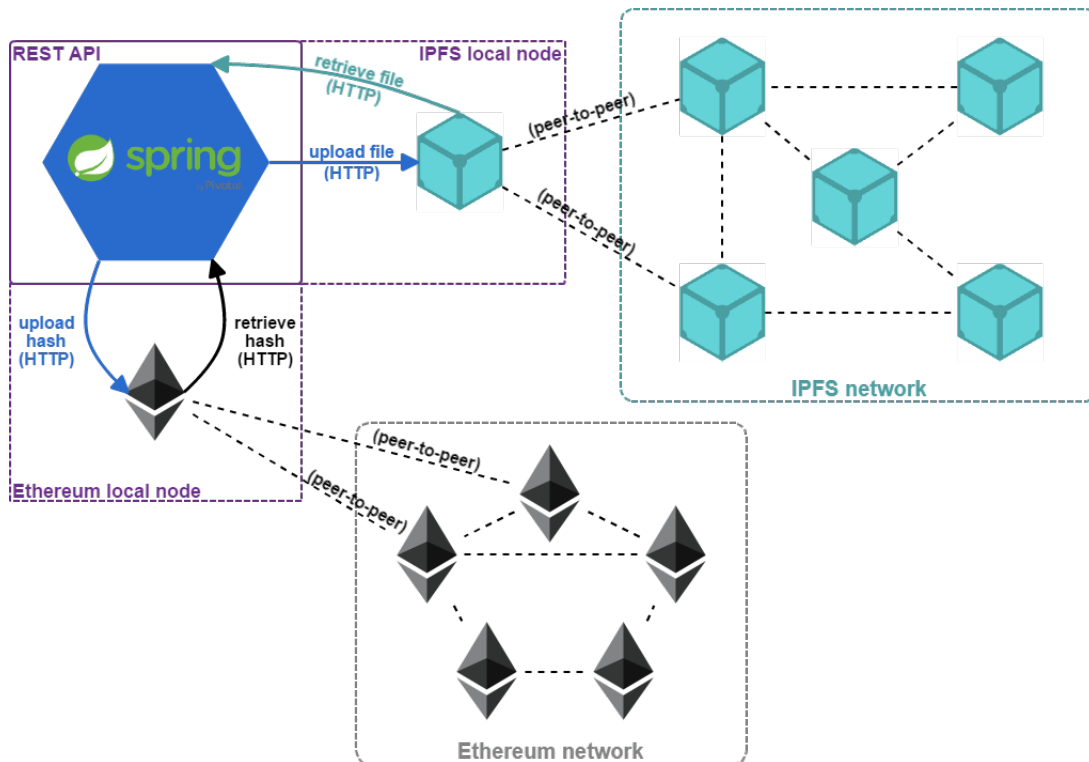 REST API
IPFS local node
retrieve file
(HTTP)
spring
by Pivotal
upload file
(HTTP)
(peer-to-peer)
(peer-to-peer)
IPFS network
upload
hash
(HTTP)
retrieve
hash
(HTTP)
Ethereum local node
(peer-to-peer)
(peer-to-peer)
Ethereum network